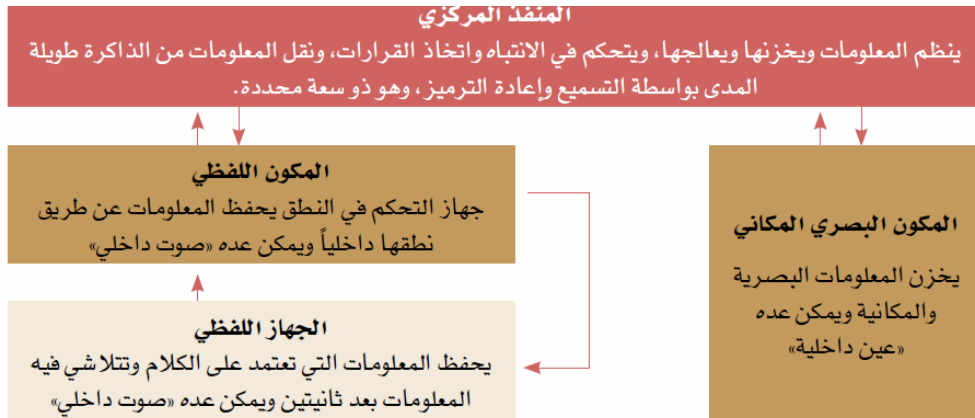 المنفذ المركزي
ينظم المعلومات ويخزنها ويعالجها، ويتحكم في الانتباه واتخاذ القرارات، ونقل المعلومات من الذاكرة طويلة
المدى بواسطة التسميع وإعادة الترميز، وهو ذو سعة محددة.
المكون اللفظي
جهاز التحكم في النطق يحفظ المعلومات عن طريق
نطقها داخلياً ويمكن عده «صوت داخلي»
الجهاز اللفظي
يحفظ المعلومات التي تعتمد على الكلام وتتلاشي فيه
المعلومات بعد ثانيتين ويمكن عده «صوت داخلي»
المكون البصري المكاني
يخزن المعلومات البصرية
والمكانية ويمكن عده
«عين داخلية»